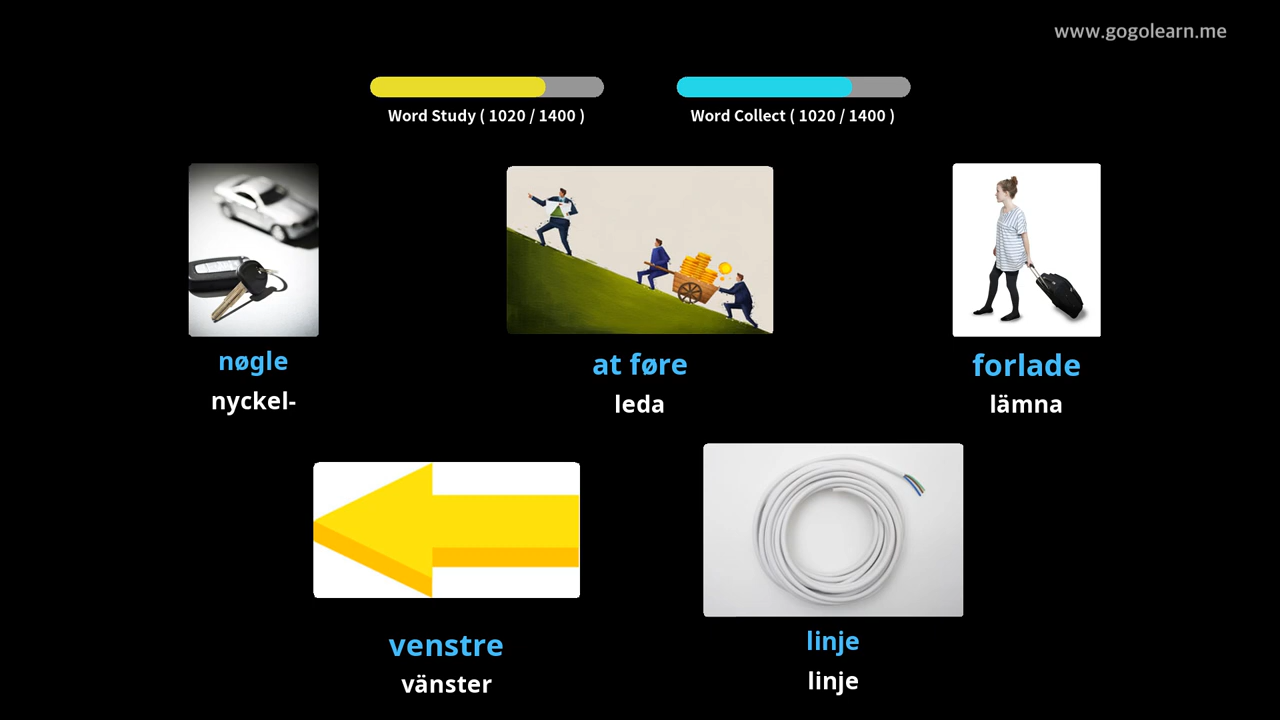 www.gogolearn.me
Word Study ( 1020 / 1400 )
Word Collect ( 1020 / 1400 )
nøgle
nyckel-
at føre
leda
forlade
lämna
venstre
vänster
linje
linje